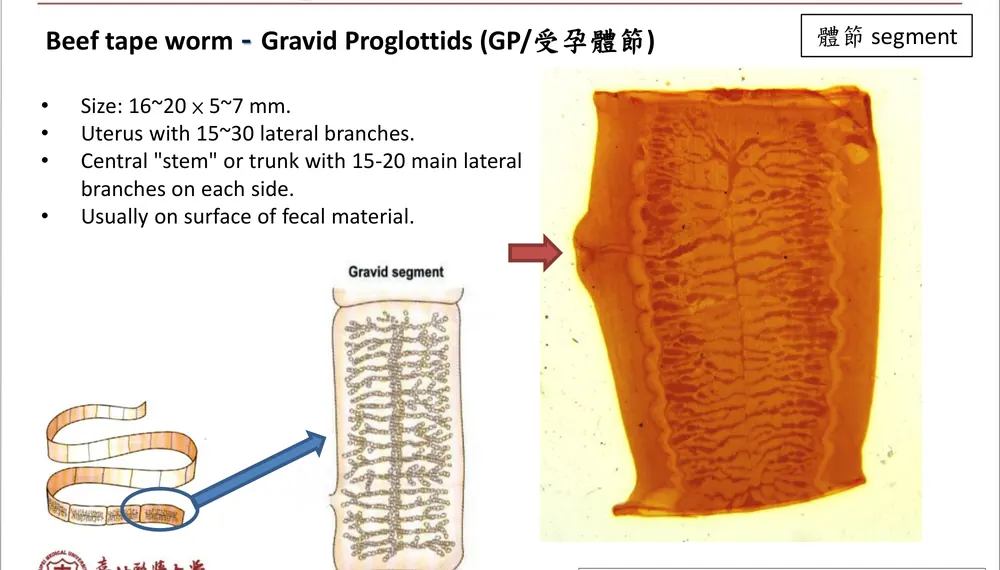 Beef tape worm - Gravid Proglottids (GP/受孕體節)
體節 segment
• Size: 16~20 x 5~7 mm.
• Uterus with 15~30 lateral branches.
• Central "stem" or trunk with 15-20 main lateral
branches on each side.
• Usually on surface of fecal material.
Gravid segment